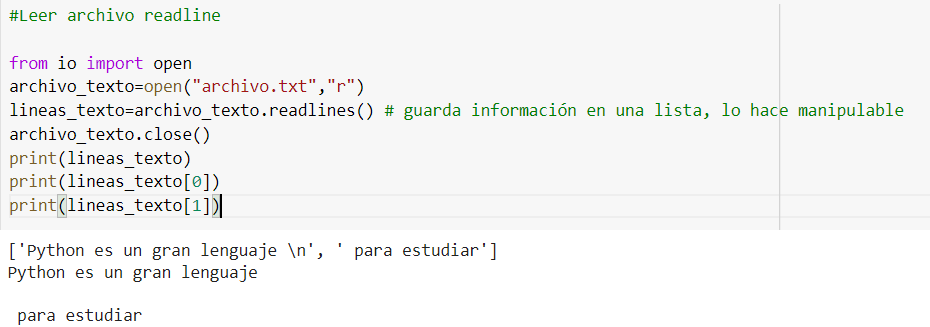 #Leer archivo readline
from io import open
archivo_texto=open("archivo.txt","r")
lineas_texto=archivo_texto.readlines() # guarda información en una lista, lo hace manipulable
archivo_texto.close()
print(lineas_texto)
print(lineas_texto[0])
print(lineas_texto[1])
['Python es un gran lenguaje \n', ' para estudiar']
Python es un gran lenguaje
 para estudiar